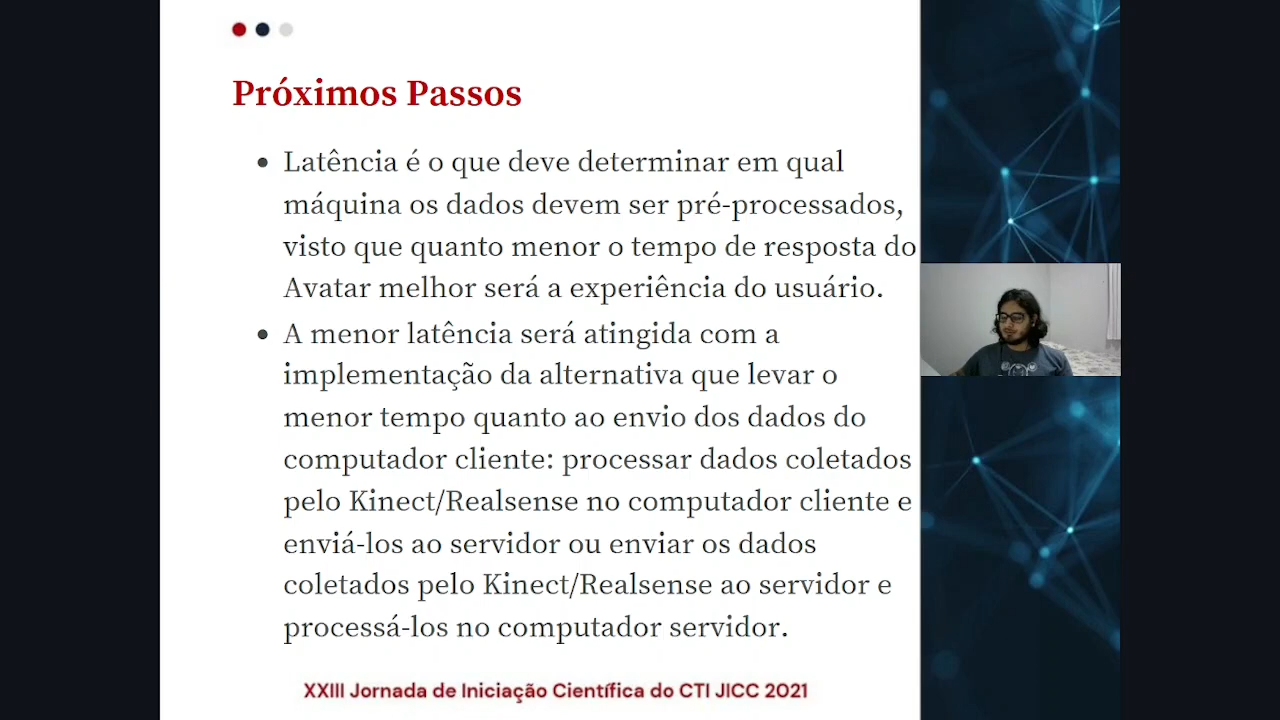 Próximos Passos
Latência é o que deve determinar em qual
máquina os dados devem ser pré-processados,
visto que quanto menor o tempo de resposta do
Avatar melhor será a experiência do usuário.
A menor latência será atingida com a
implementação da alternativa que levar o
menor tempo quanto ao envio dos dados do
computador cliente: processar dados coletados
pelo Kinect/Realsense no computador cliente e
enviá-los ao servidor ou enviar os dados
coletados pelo Kinect/Realsense ao servidor e
processá-los no computador servidor.
XXIII Jornada de Iniciação Científica do CTI JICC 2021